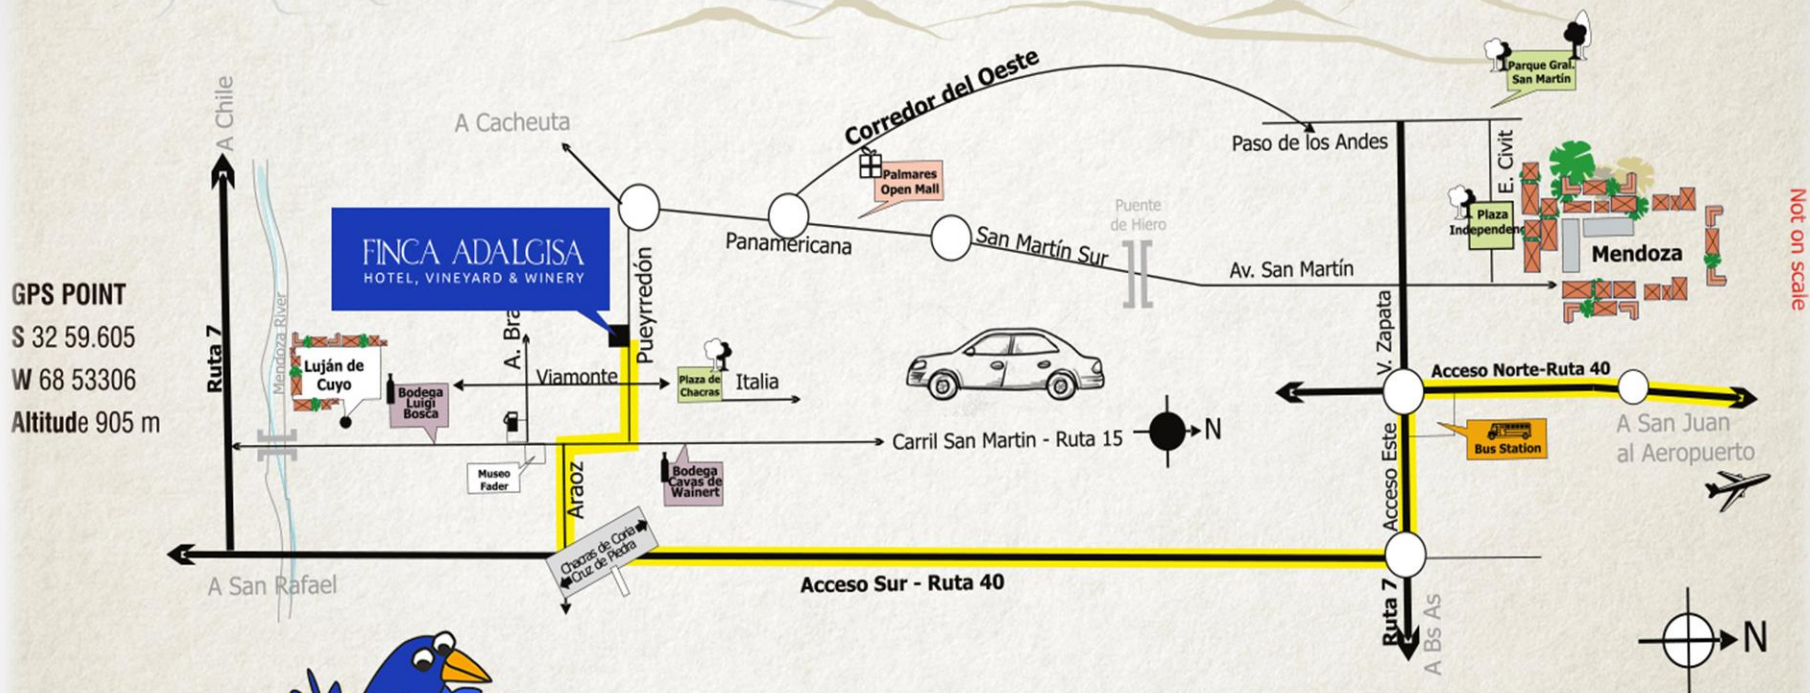 A Chile
A Cacheuta
Corredor del Oeste
Parque Gral.
San Martín
Paso de los Andes
E. Civit
Palmares
Open Mall
Puente
de Hiero
Plaza
Independen
Mendoza
Not on scale
FINCA ADALGISA
HOTEL, VINEYARD & WINERY
Panamericana
San Martín Sur
Av. San Martín
GPS POINT
S 32 59.605
W 68 53306
Altitude 905 m
Ruta 7
Mendoza River
Luján de
Cuyo
Bodega
Luigi
Bosca
A. Bra
Viamonte
Pueyrredón
Plaza de
Chacras
Italia
V. Zapata
Acceso Norte-Ruta 40
A San Juan
al Aeropuerto
Bus Station
Carril San Martin - Ruta 15
N
Museo
Fader
Araoz
Bodega
Cavas de
Wainert
Acceso Este
Chacras de Coria
Cruz de Piedra
A San Rafael
Acceso Sur - Ruta 40
Ruta 7
A Bs As
N